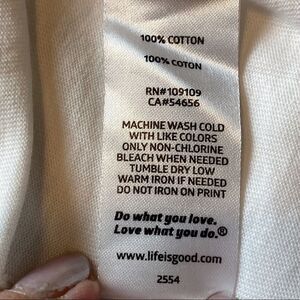 100% COTTON
100% COTON
RN#109109
CA#54656
MACHINE WASH COLD
WITH LIKE COLORS
ONLY NON-CHLORINE
BLEACH WHEN NEEDED
TUMBLE DRY LOW
WARM IRON IF NEEDED
DO NOT IRON ON PRINT
Do what you love.
Love what you do.®
www.lifeisgood.com
2554